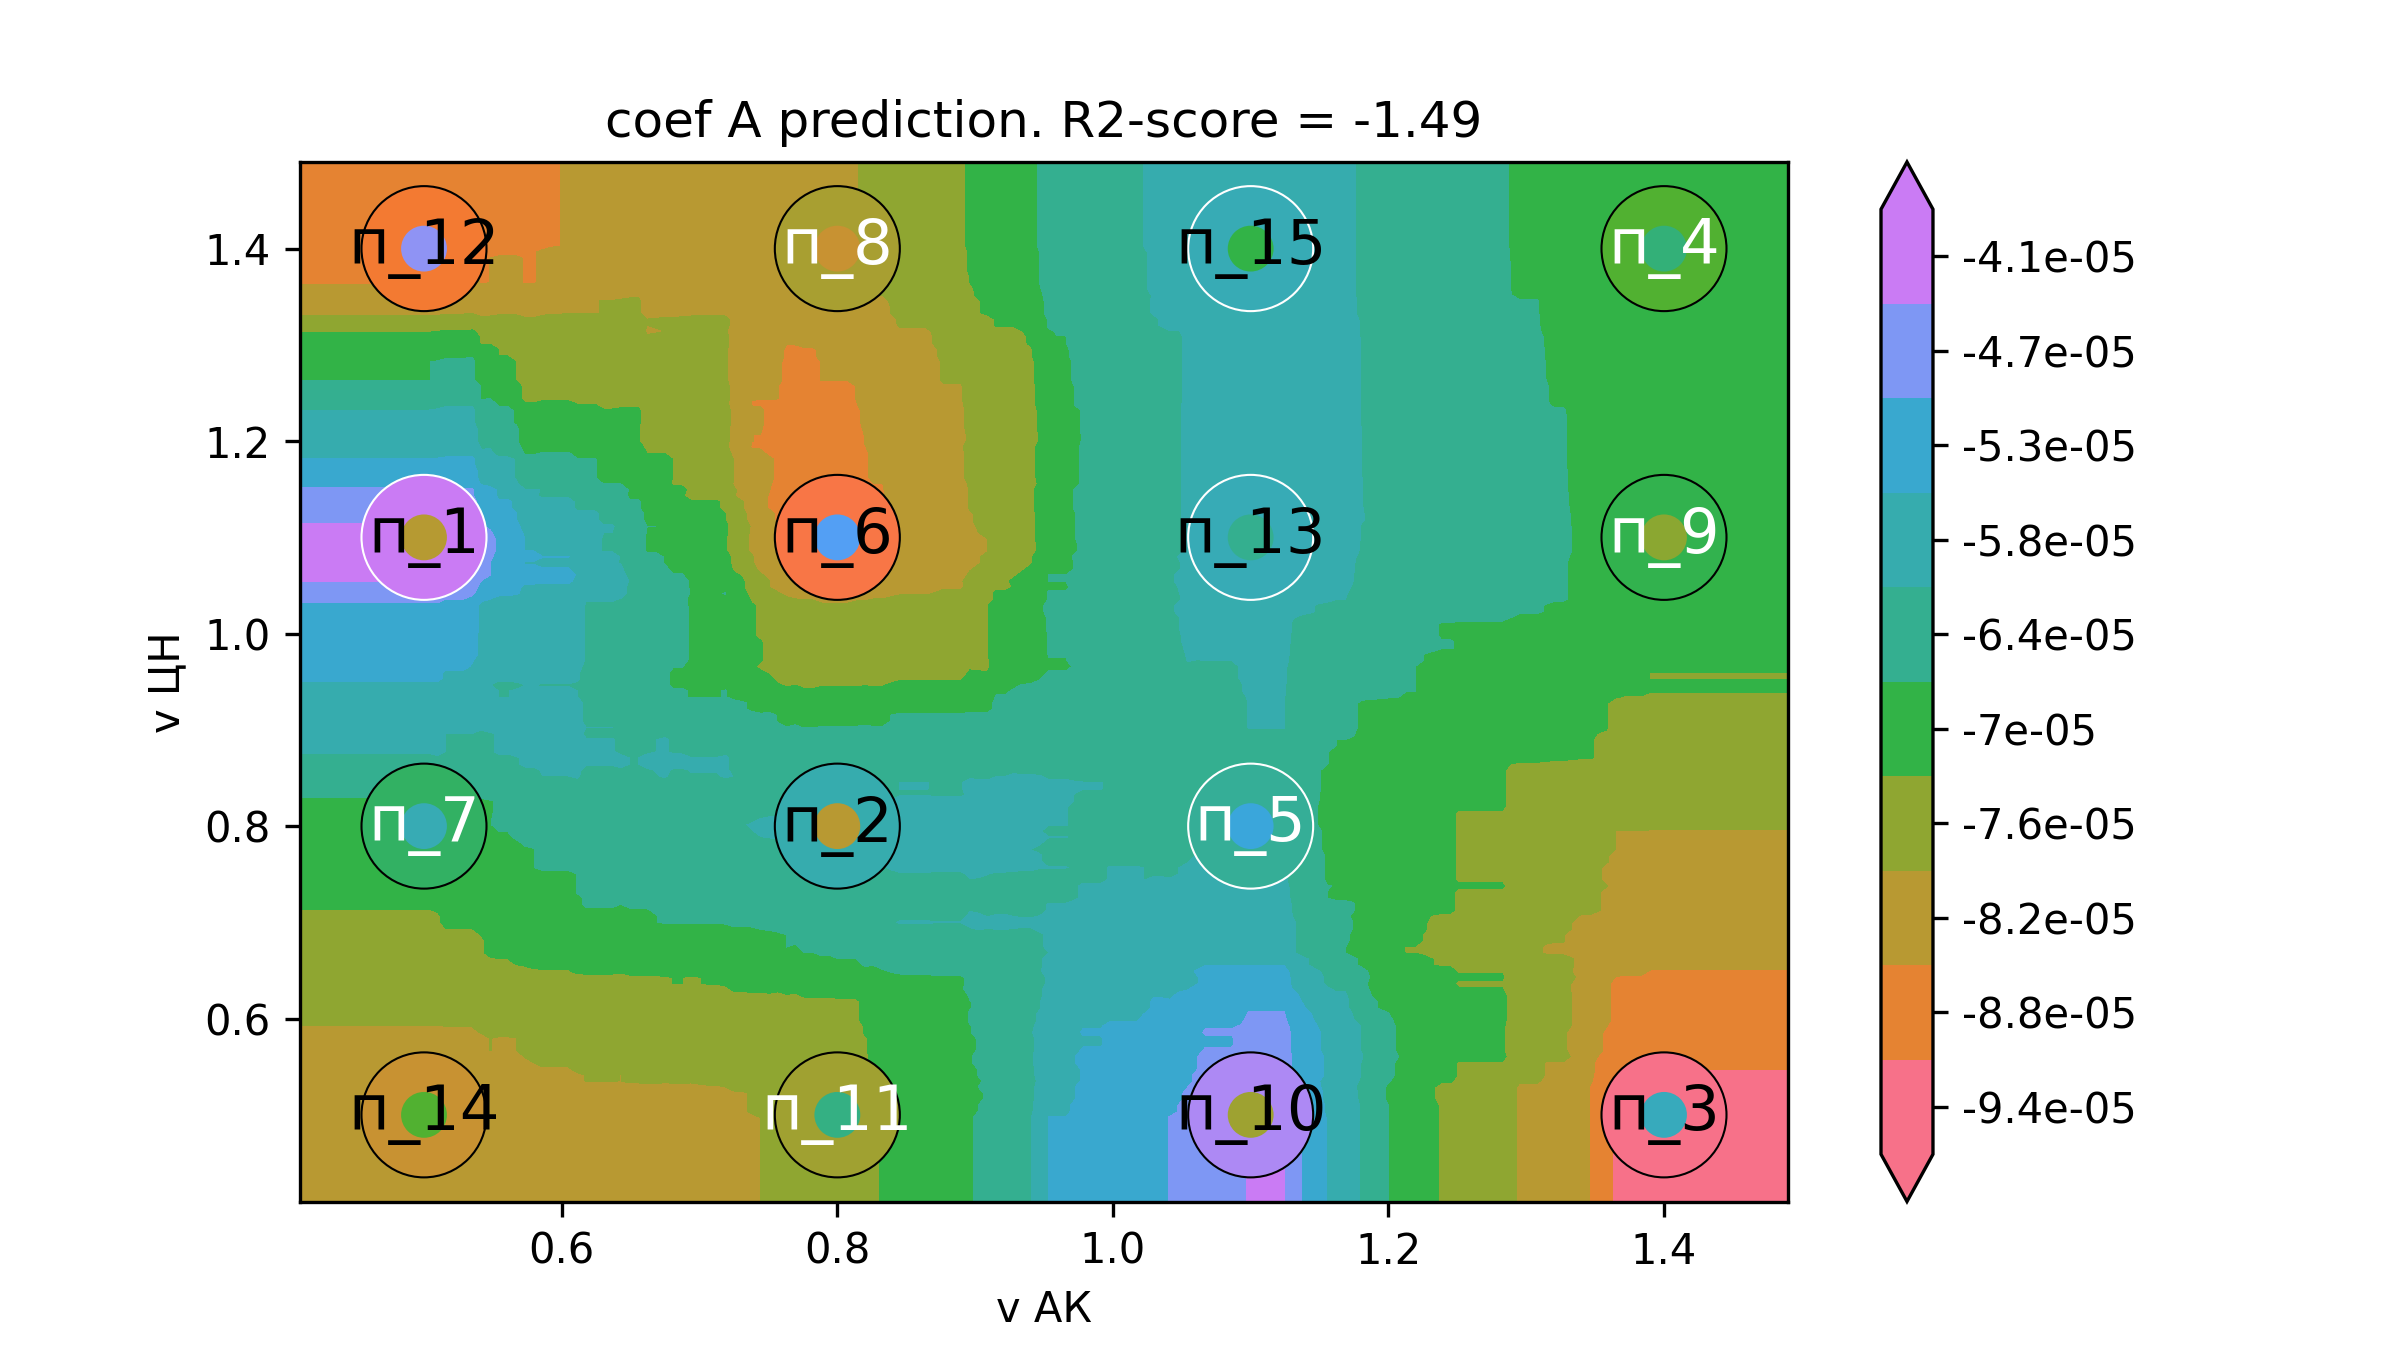 coef A prediction. R2-score = -1.49
п_12 п_8 п_15 п_4
п_1 п_6 п_13 п_9
п_7 п_2 п_5
п_14 п_11 п_10 п_3
1.4
1.2
1.0
0.8
0.6
v ЦН
0.6 0.8 1.0 1.2 1.4
v АК
-4.1e-05
-4.7e-05
-5.3e-05
-5.8e-05
-6.4e-05
-7e-05
-7.6e-05
-8.2e-05
-8.8e-05
-9.4e-05